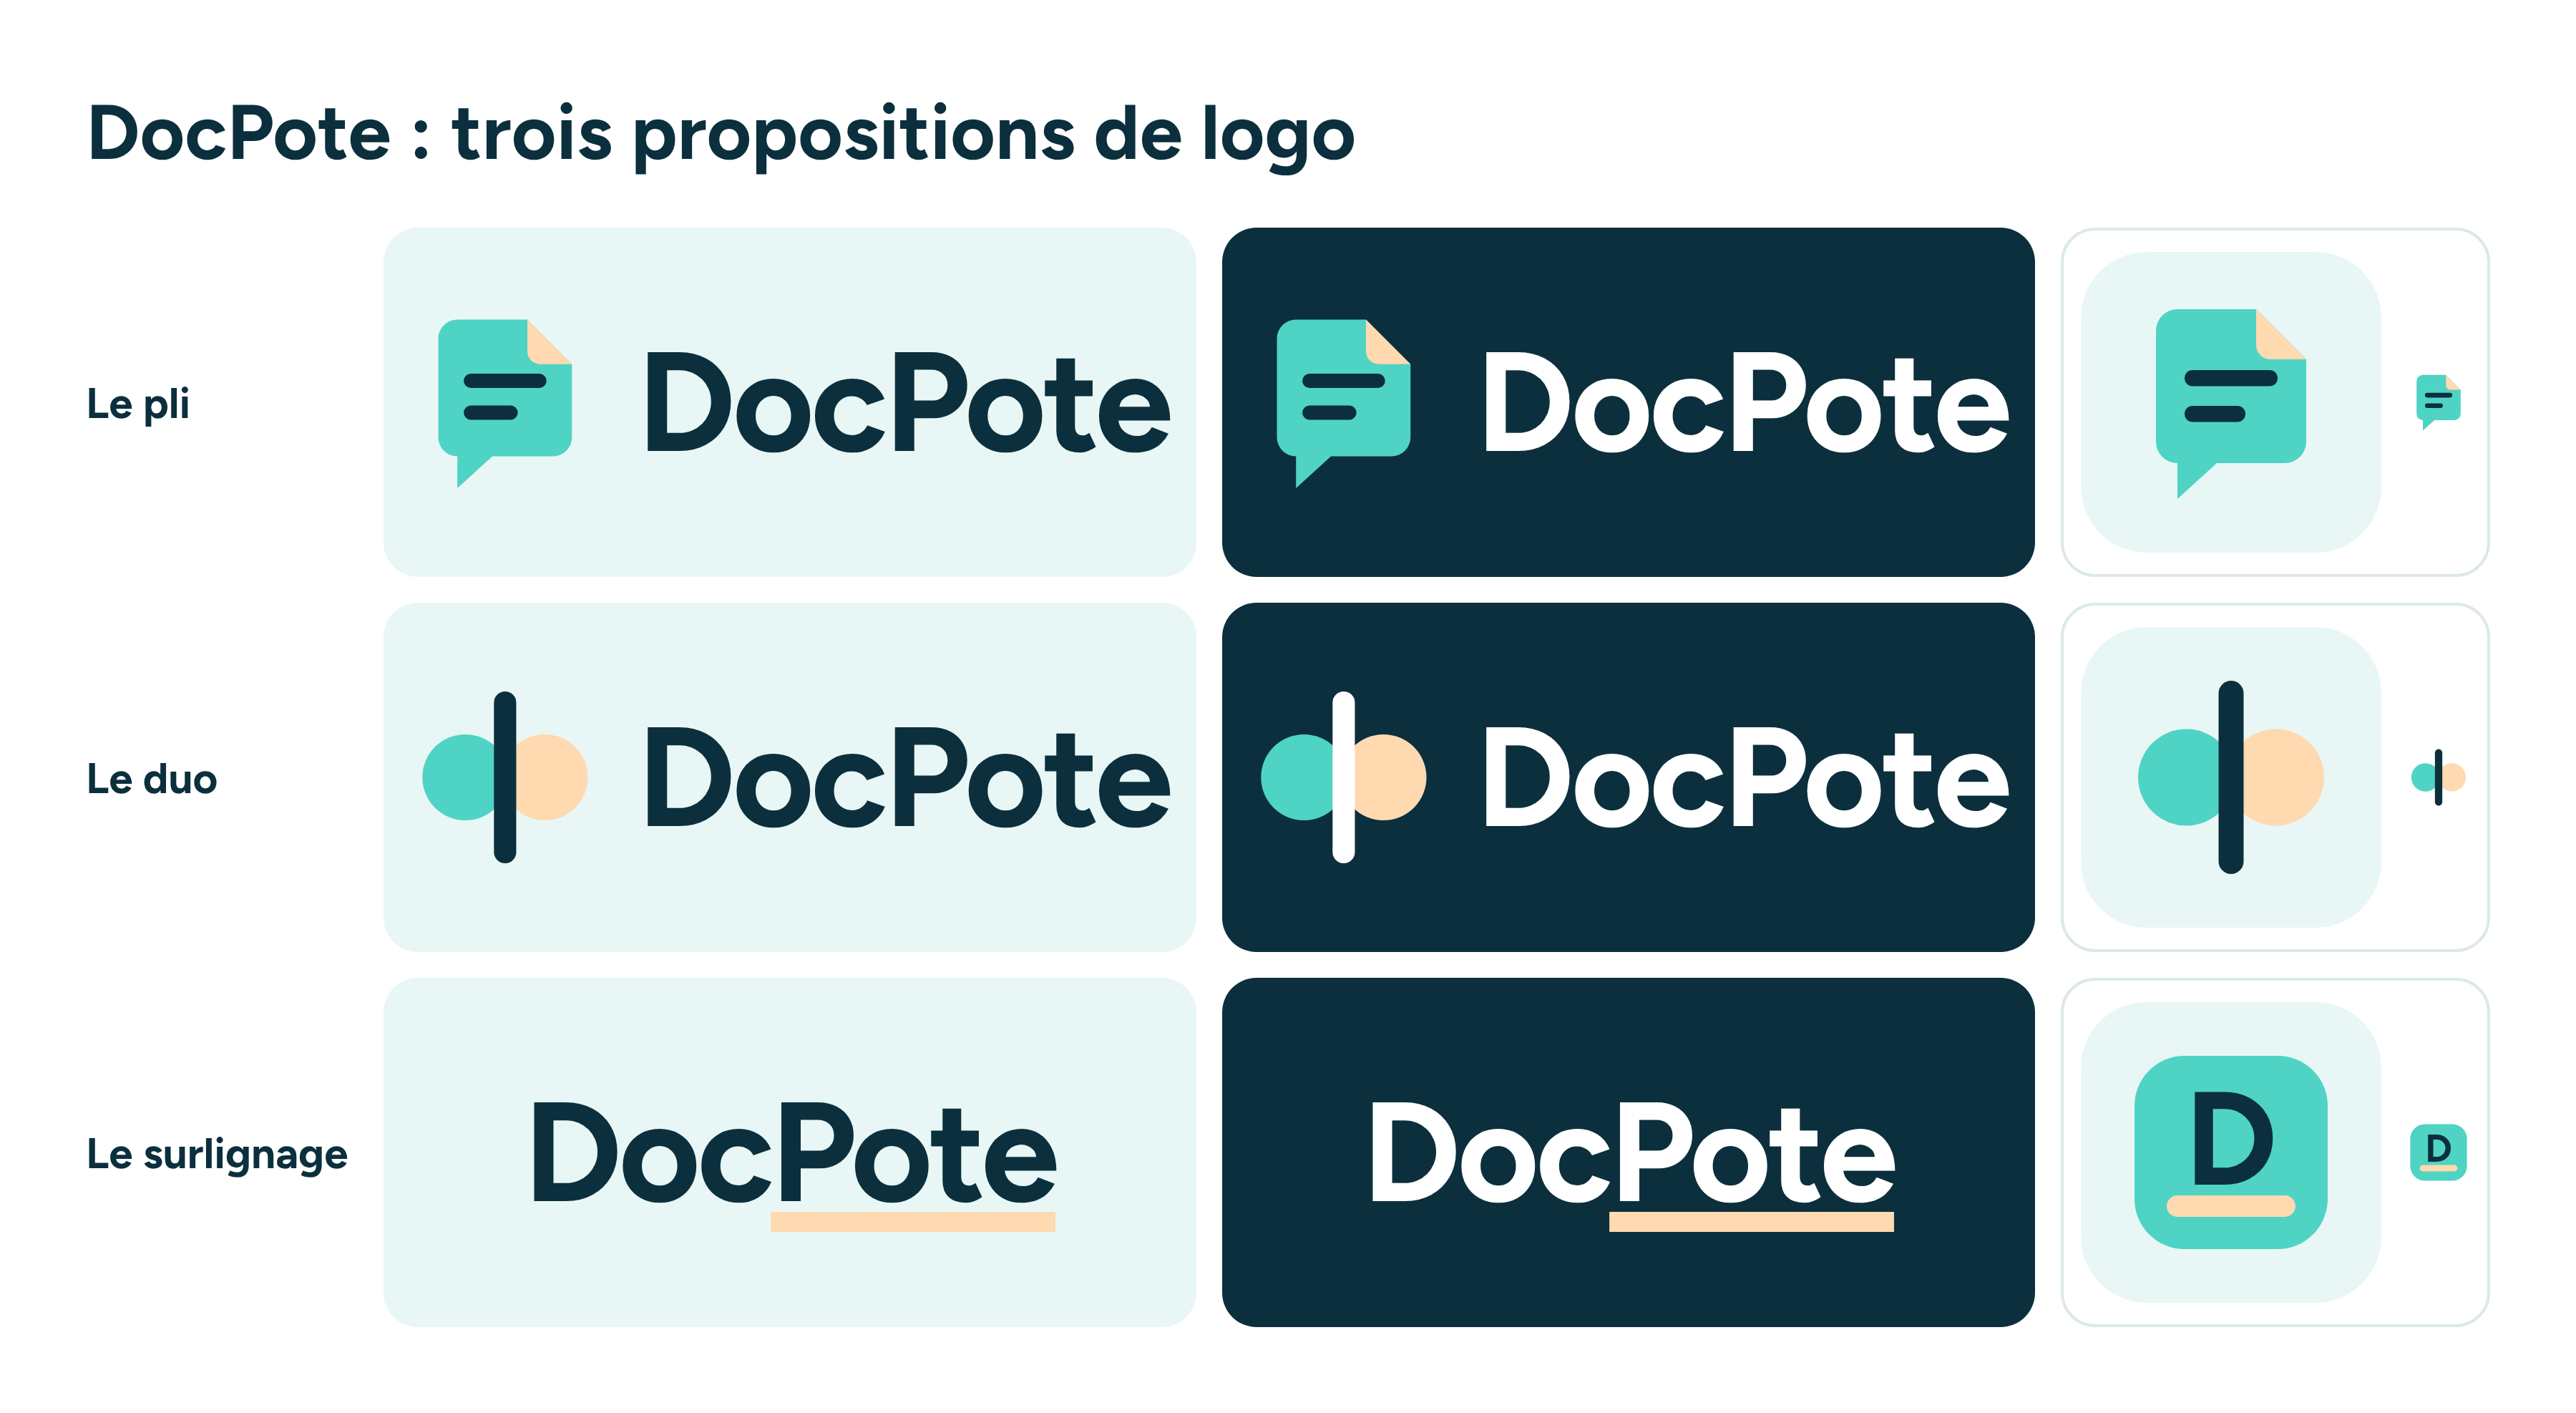 DocPote : trois propositions de logo
Le pli
DocPote
DocPote
Le duo
DocPote
DocPote
Le surlignage
DocPote
DocPote
D
D